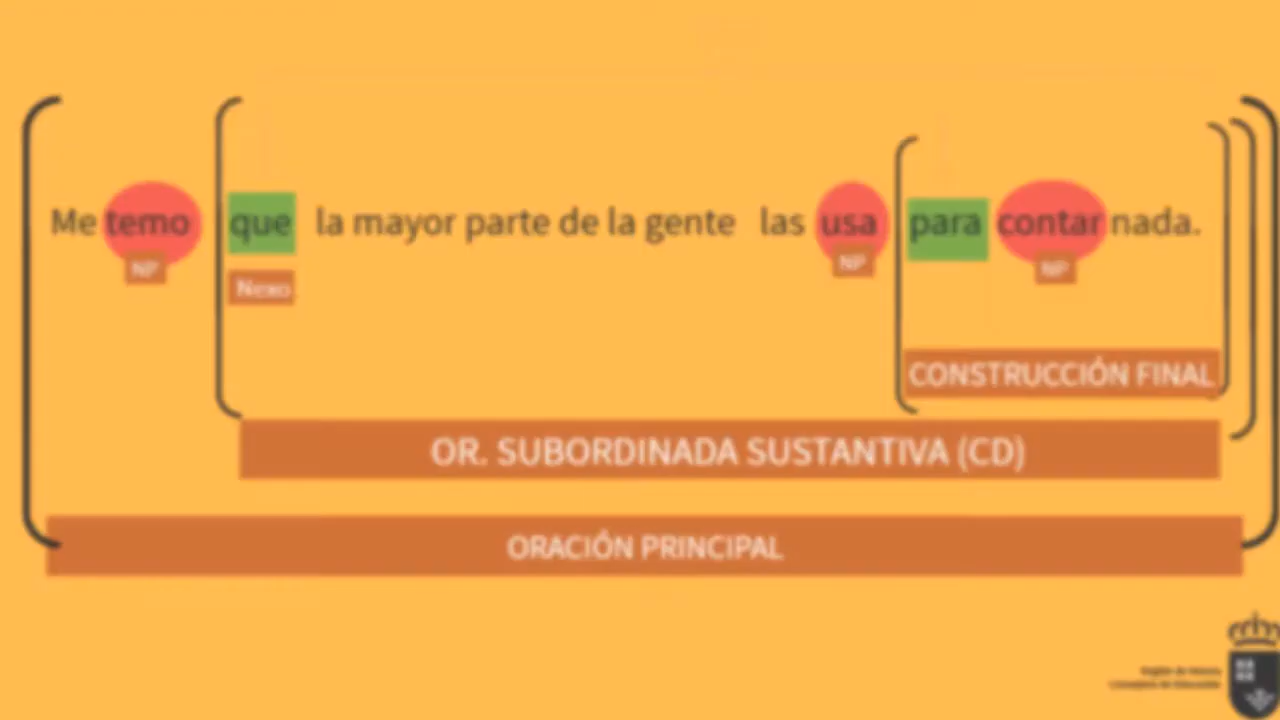 Me temo que la mayor parte de la gente las usa para contar nada.
NP Nexo NP NP
CONSTRUCCIÓN FINAL
OR. SUBORDINADA SUSTANTIVA (CD)
ORACIÓN PRINCIPAL